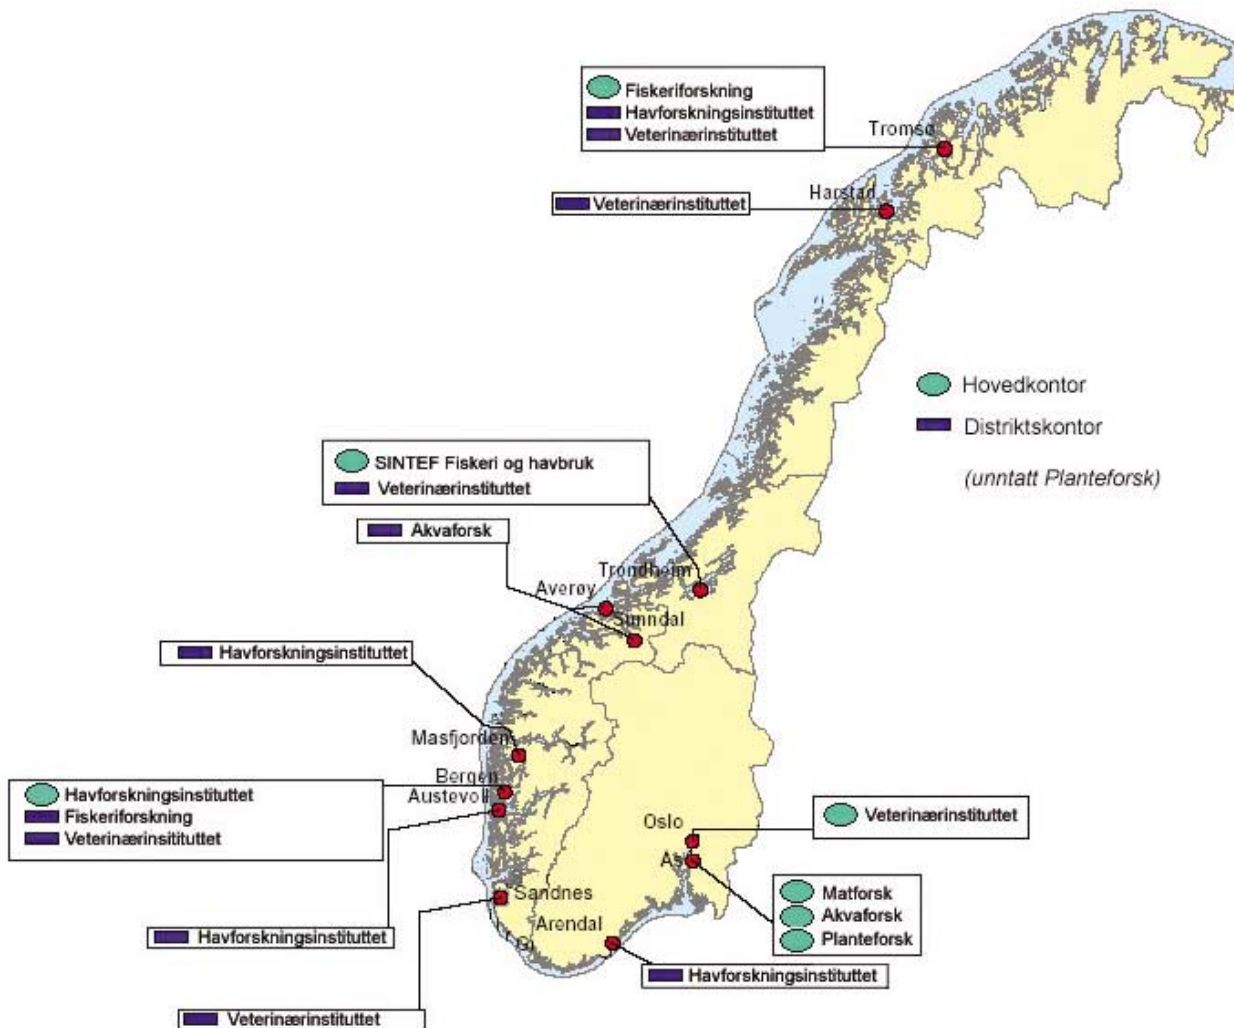 Fiskeriforskning
Havforskningsinstituttet
Veterinærinstituttet
Tromsø
Veterinærinstituttet
Harstad
Hovedkontor
Distriktskontor
(unntatt Planteforsk)
SINTEF Fiskeri og havbruk
Veterinærinstituttet
Akvaforsk
Trondheim
Averøy
Sunndal
Havforskningsinstituttet
Masfjorden
Bergen
Austevoll
Havforskningsinstituttet
Fiskeriforskning
Veterinærinsitituttet
Oslo
Veterinærinstituttet
Ås
Matforsk
Akvaforsk
Planteforsk
Sandnes
Arendal
Havforskningsinstituttet
Havforskningsinstituttet
Veterinærinstituttet